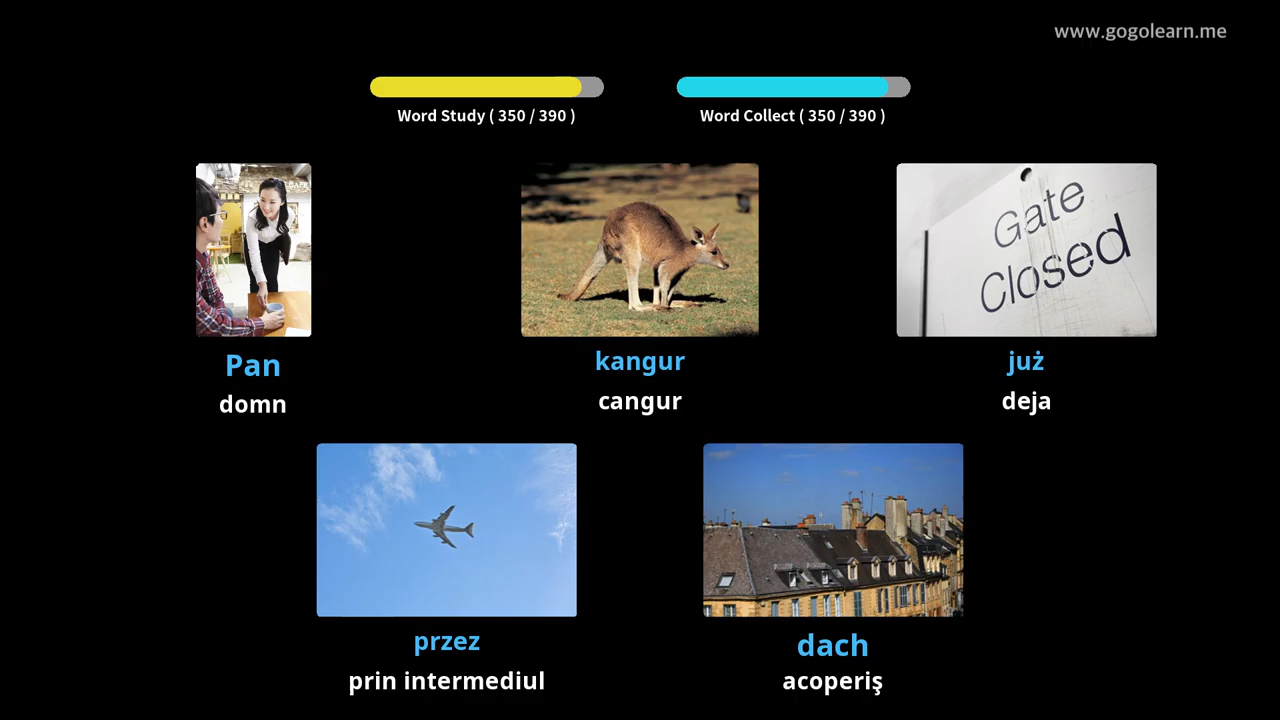 www.gogolearn.me
Word Study ( 350 / 390 )
Word Collect ( 350 / 390 )
Gate
Closed
Pan
domn
kangur
cangur
już
deja
przez
prin intermediul
dach
acoperiş